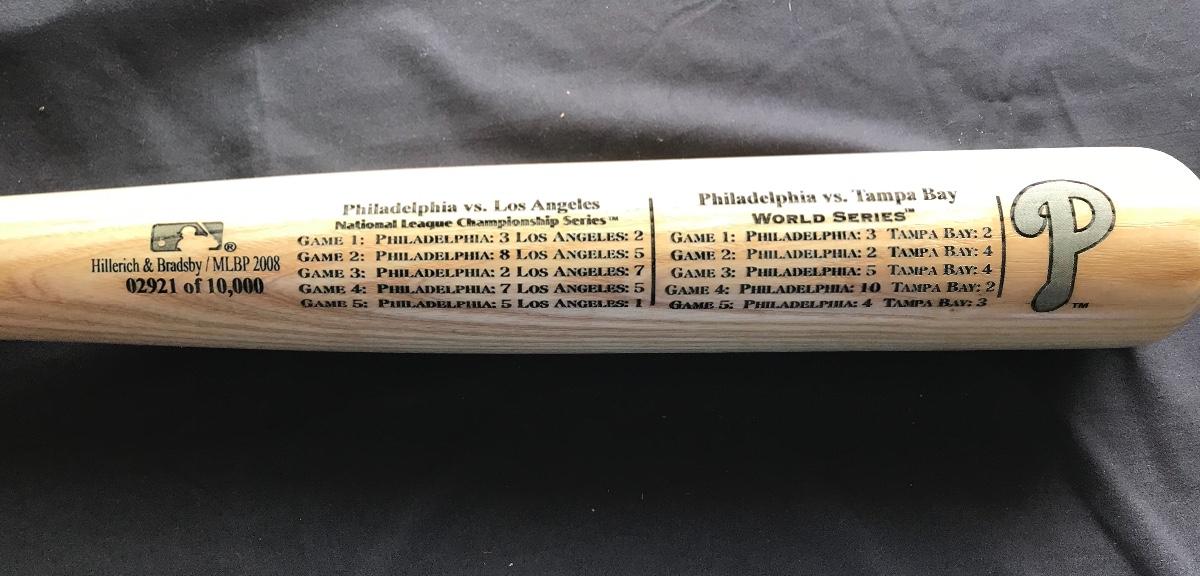 ®
Hillerich & Bradsby / MLBP 2008
02921 of 10,000
Philadelphia vs. Los Angeles
National League Championship Series™
GAME 1: PHILADELPHIA: 3 LOS ANGELES: 2
GAME 2: PHILADELPHIA: 8 LOS ANGELES: 5
GAME 3: PHILADELPHIA: 2 LOS ANGELES: 7
GAME 4: PHILADELPHIA: 7 LOS ANGELES: 5
GAME 5: PHILADELPHIA: 5 LOS ANGELES: 1
Philadelphia vs. Tampa Bay
WORLD SERIES™
GAME 1: PHILADELPHIA: 3 TAMPA BAY: 2
GAME 2: PHILADELPHIA: 2 TAMPA BAY: 4
GAME 3: PHILADELPHIA: 5 TAMPA BAY: 4
GAME 4: PHILADELPHIA: 10 TAMPA BAY: 2
GAME 5: PHILADELPHIA: 4 TAMPA BAY: 3
P™